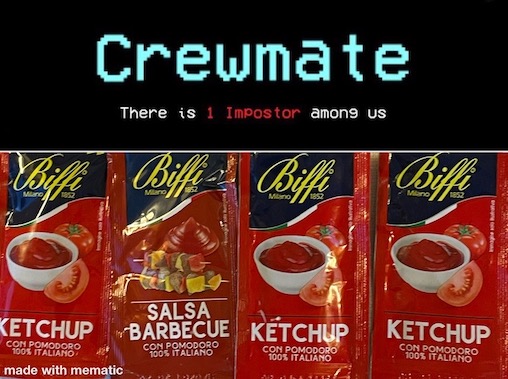 Crewmate
There is 1 Impostor among us
Biffi
Milano 1852
KETCHUP
CON POMODORO
100% ITALIANO
Biffi
Milano 1852
SALSA
BARBECUE
CON POMODORO
100% ITALIANO
Biffi
Milano 1852
KETCHUP
CON POMODORO
100% ITALIANO
Biffi
Milano 1852
KETCHUP
CON POMODORO
100% ITALIANO
made with mematic